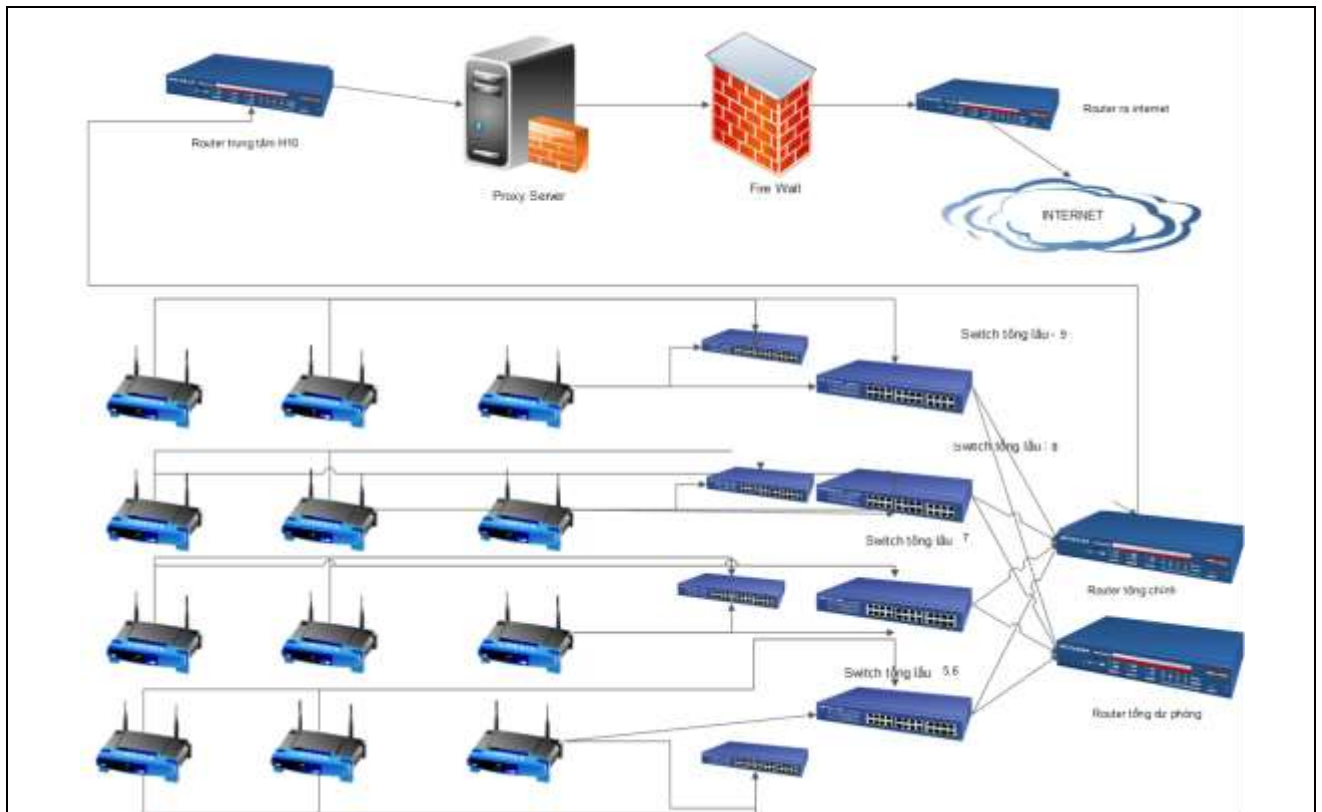 Router trung tâm H10
Proxy Server
Fire Wall
Router ra internet
INTERNET
Switch tổng lầu - 9
Switch tổng lầu : 8
Switch tổng lầu 7
Router tổng chính
Switch tổng lầu 5,6
Router tổng dự phòng